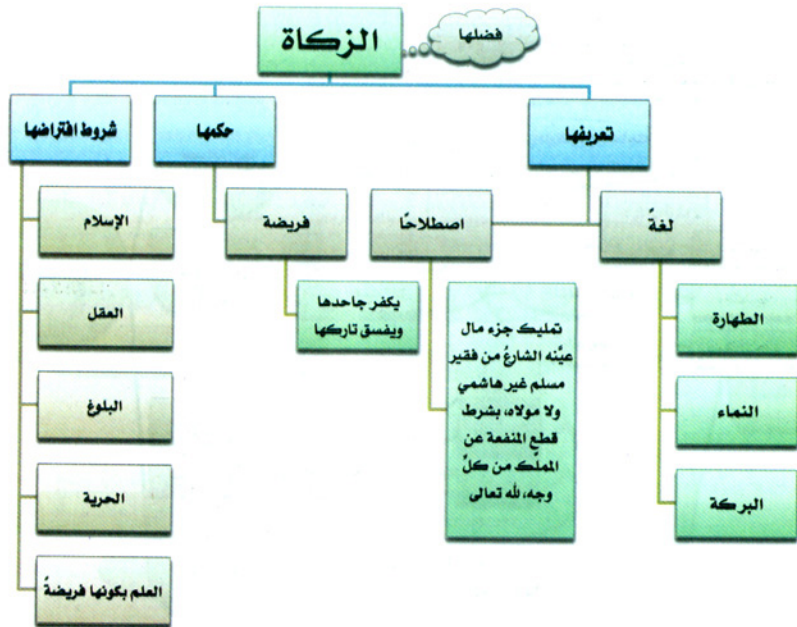 الزكاة
فضلها
تعريفها
لغةً
الطهارة
النماء
البركة
اصطلاحًا
تمليك جزء مال
عيَّنه الشارعُ من فقير
مسلم غير هاشمي
ولا مولاه، بشرط
قطعِ المنفعة عن
المملِّك من كلِّ
وجه، لله تعالى
حكمها
فريضة
يكفر جاحدها
ويفسق تاركها
شروط افتراضها
الإسلام
العقل
البلوغ
الحرية
العلم بكونها فريضةً